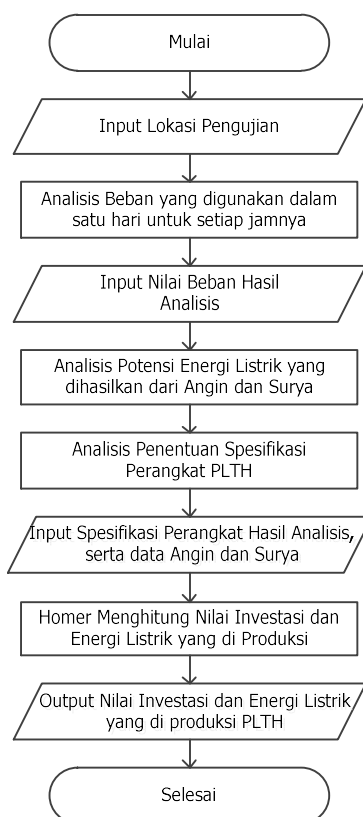 Mulai
Input Lokasi Pengujian
Analisis Beban yang digunakan dalam
satu hari untuk setiap jamnya
Input Nilai Beban Hasil
Analisis
Analisis Potensi Energi Listrik yang
dihasilkan dari Angin dan Surya
Analisis Penentuan Spesifikasi
Perangkat PLTH
Input Spesifikasi Perangkat Hasil Analisis,
serta data Angin dan Surya
Homer Menghitung Nilai Investasi dan
Energi Listrik yang di Produksi
Output Nilai Investasi dan Energi Listrik
yang di produksi PLTH
Selesai